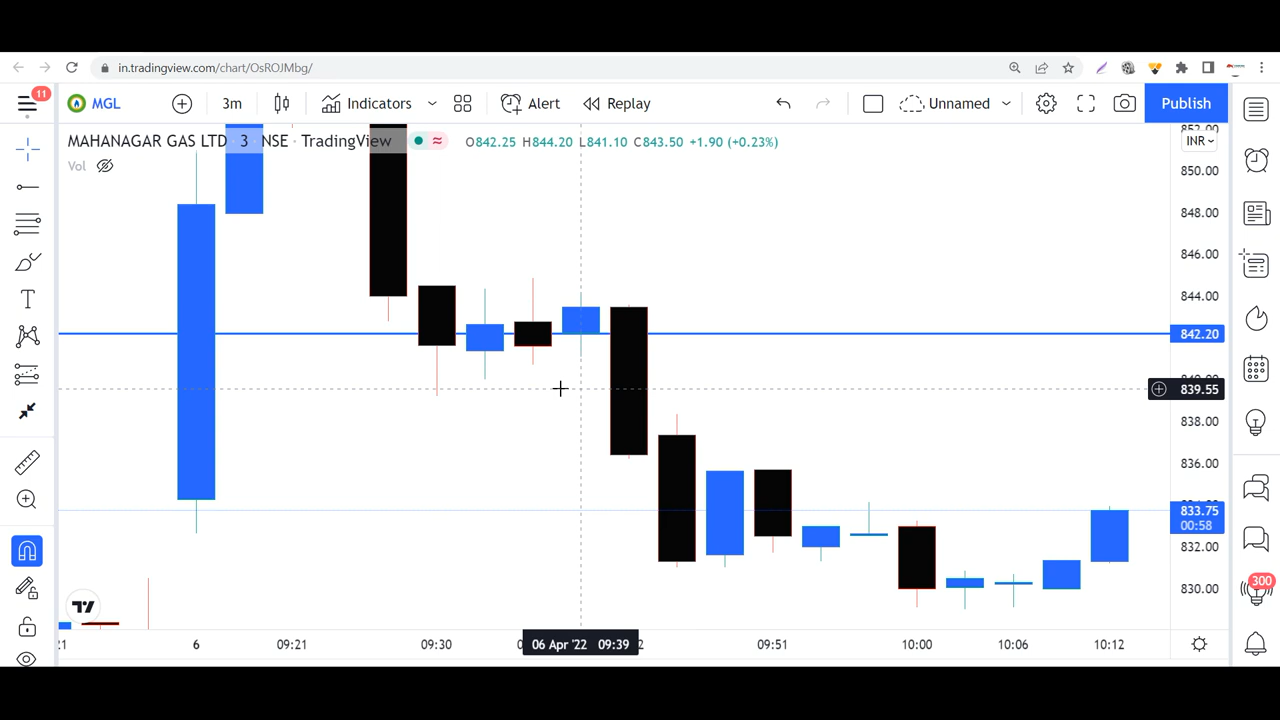 in.tradingview.com/chart/OsROJMbg/
11
MGL
3m
Indicators
Alert
Replay
Unnamed
Publish
MAHANAGAR GAS LTD · 3 · NSE · TradingView
O842.25 H844.20 L841.10 C843.50 +1.90 (+0.23%)
INR
Vol
850.00
848.00
846.00
844.00
842.20
839.55
838.00
836.00
833.75
00:58
832.00
830.00
300
6
09:21
09:30
06 Apr '22 09:39
09:51
10:00
10:06
10:12